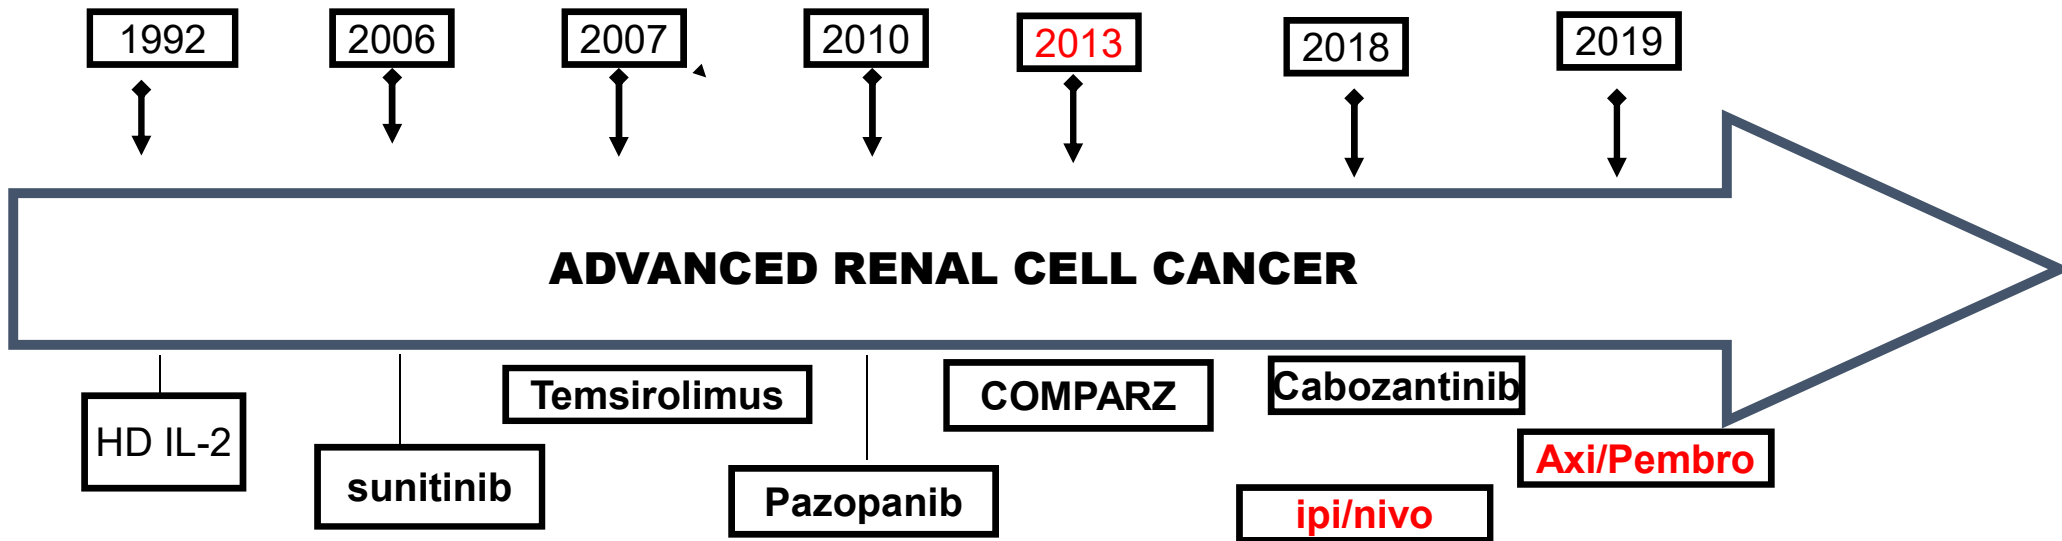 1992
2006
2007
2010
2013
2018
2019
ADVANCED RENAL CELL CANCER
HD IL-2
sunitinib
Temsirolimus
Pazopanib
COMPARZ
Cabozantinib
ipi/nivo
Axi/Pembro